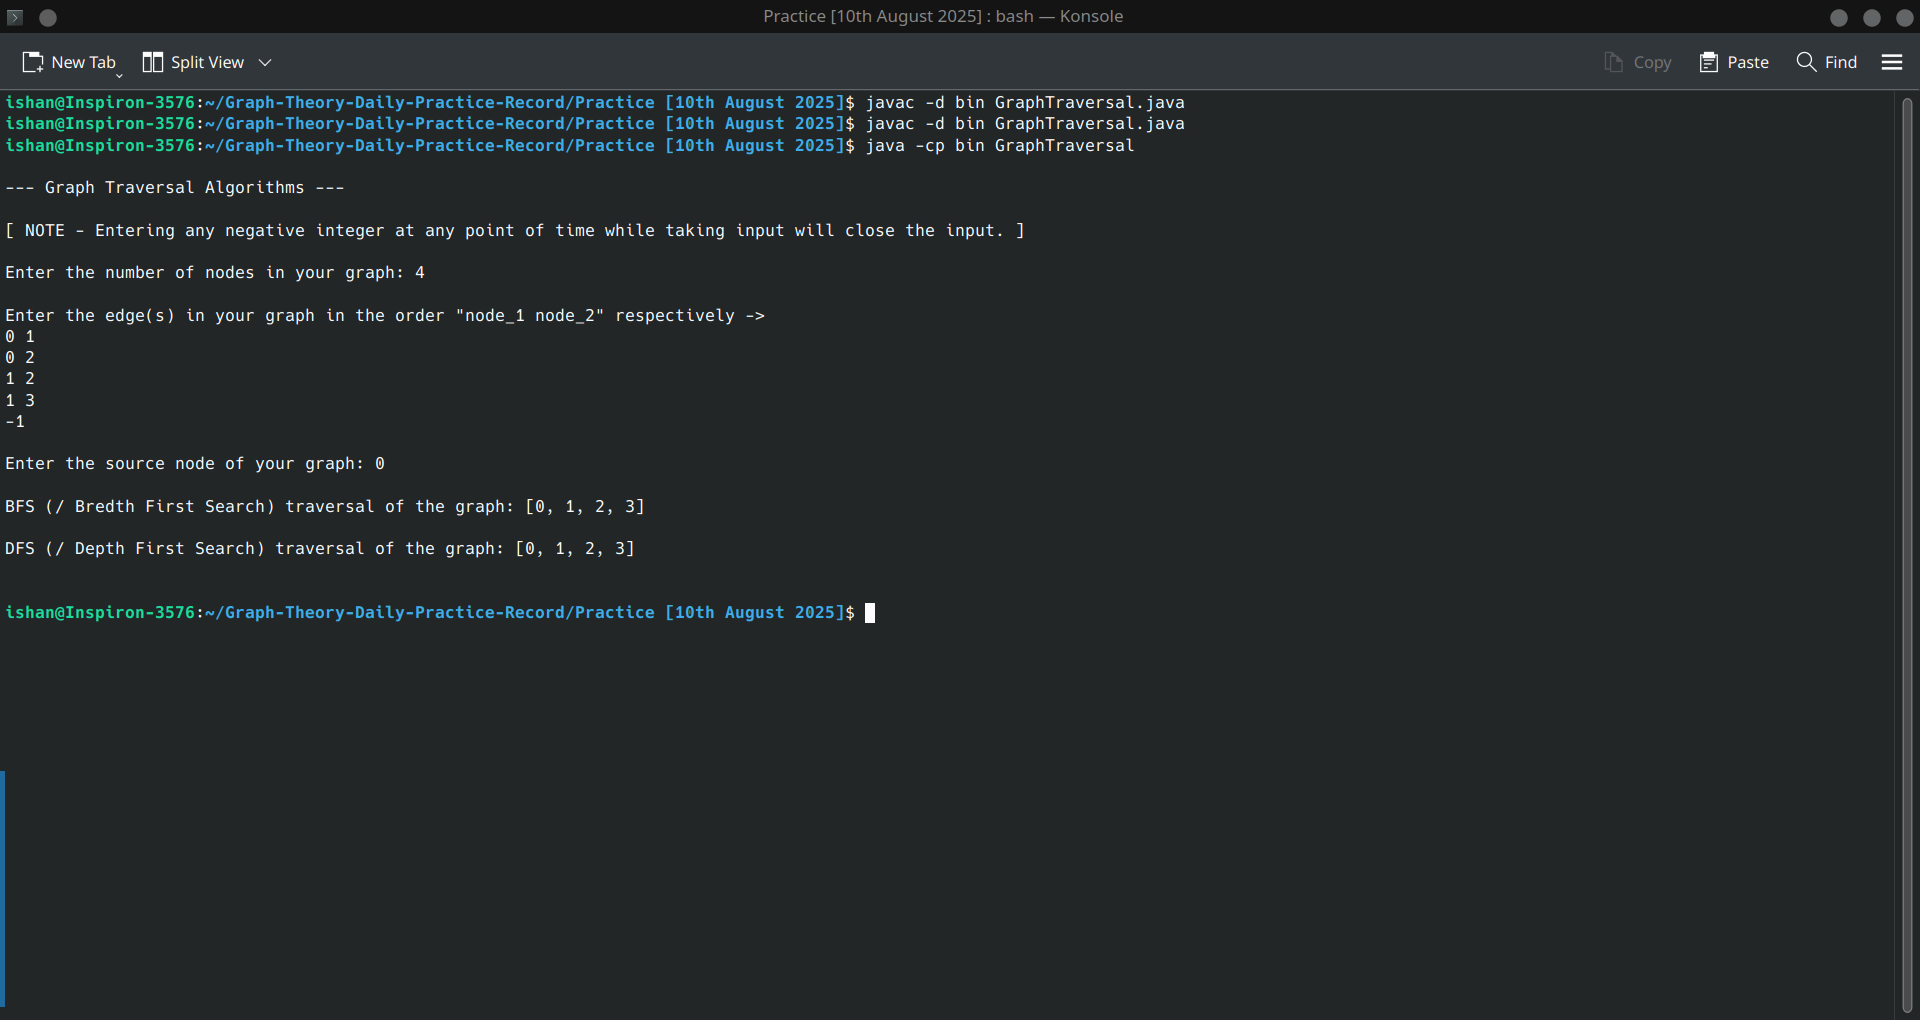 Practice [10th August 2025] : bash — Konsole
New Tab Split View Copy Paste Find
ishan@Inspiron-3576:~/Graph-Theory-Daily-Practice-Record/Practice [10th August 2025]$ javac -d bin GraphTraversal.java
ishan@Inspiron-3576:~/Graph-Theory-Daily-Practice-Record/Practice [10th August 2025]$ javac -d bin GraphTraversal.java
ishan@Inspiron-3576:~/Graph-Theory-Daily-Practice-Record/Practice [10th August 2025]$ java -cp bin GraphTraversal
--- Graph Traversal Algorithms ---
[ NOTE - Entering any negative integer at any point of time while taking input will close the input. ]
Enter the number of nodes in your graph: 4
Enter the edge(s) in your graph in the order "node_1 node_2" respectively ->
0 1
0 2
1 2
1 3
-1
Enter the source node of your graph: 0
BFS (/ Bredth First Search) traversal of the graph: [0, 1, 2, 3]
DFS (/ Depth First Search) traversal of the graph: [0, 1, 2, 3]
ishan@Inspiron-3576:~/Graph-Theory-Daily-Practice-Record/Practice [10th August 2025]$